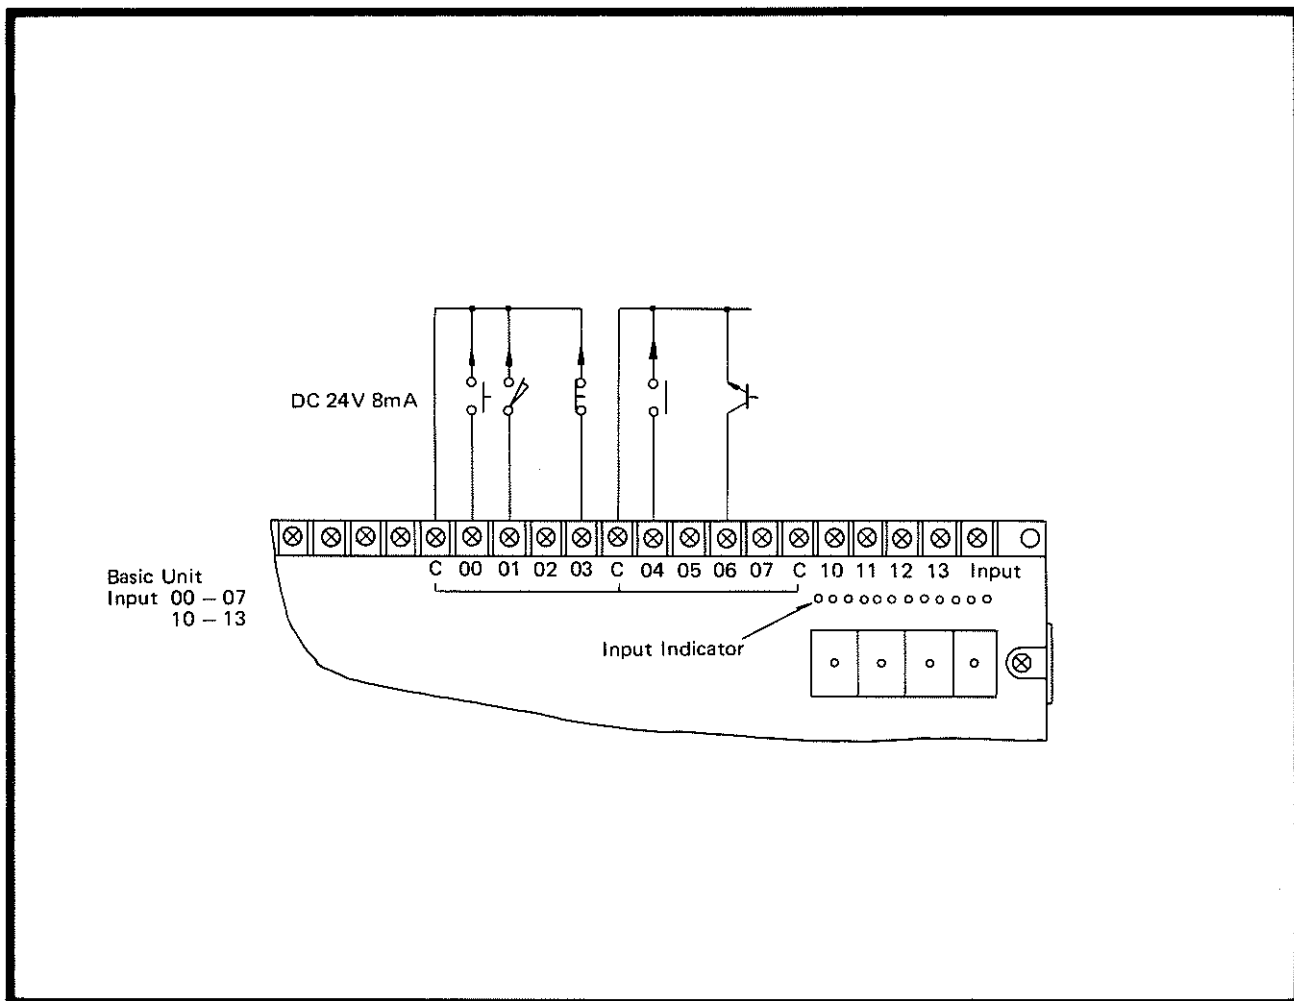 DC 24V 8mA
C 00 01 02 03 C 04 05 06 07 C 10 11 12 13 Input
Basic Unit
Input 00 – 07
10 – 13
Input Indicator